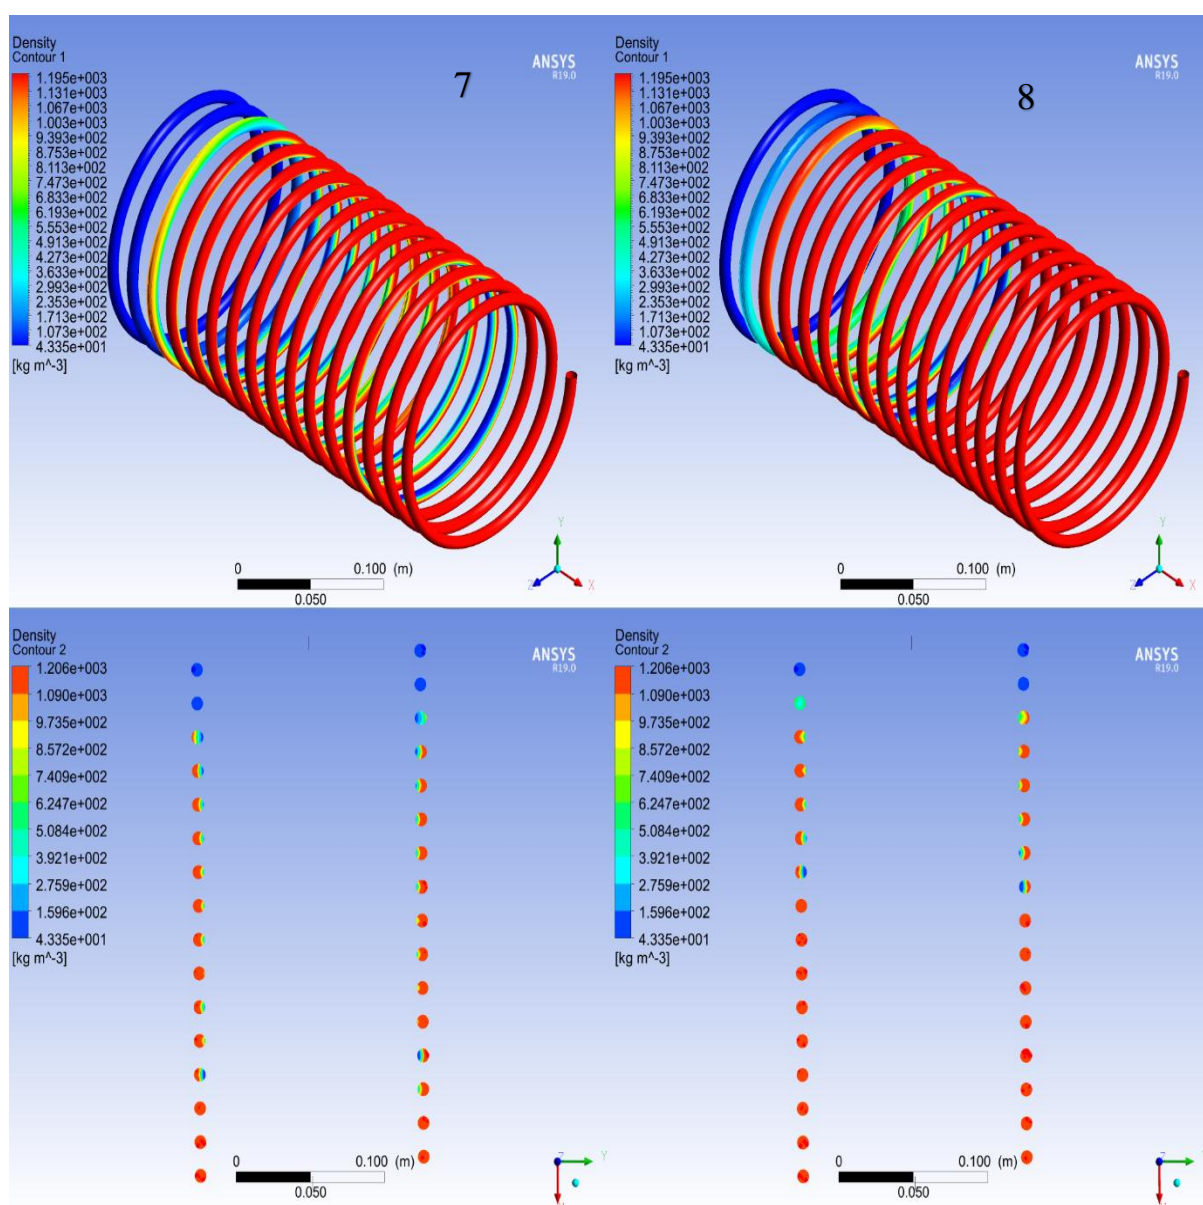 Density
Contour 1
1.195e+003
1.131e+003
1.067e+003
1.003e+003
9.393e+002
8.753e+002
8.113e+002
7.473e+002
6.833e+002
6.193e+002
5.553e+002
4.913e+002
4.273e+002
3.633e+002
2.993e+002
2.353e+002
1.713e+002
1.073e+002
4.335e+001
[kg m^-3]
7
ANSYS
R19.0
0 0.100 (m)
0.050
Y
Z X
Density
Contour 1
1.195e+003
1.131e+003
1.067e+003
1.003e+003
9.393e+002
8.753e+002
8.113e+002
7.473e+002
6.833e+002
6.193e+002
5.553e+002
4.913e+002
4.273e+002
3.633e+002
2.993e+002
2.353e+002
1.713e+002
1.073e+002
4.335e+001
[kg m^-3]
8
ANSYS
R19.0
0 0.100 (m)
0.050
Y
Z X
Density
Contour 2
1.206e+003
1.090e+003
9.735e+002
8.572e+002
7.409e+002
6.247e+002
5.084e+002
3.921e+002
2.759e+002
1.596e+002
4.335e+001
[kg m^-3]
ANSYS
R19.0
0 0.100 (m)
0.050
Z Y
Density
Contour 2
1.206e+003
1.090e+003
9.735e+002
8.572e+002
7.409e+002
6.247e+002
5.084e+002
3.921e+002
2.759e+002
1.596e+002
4.335e+001
[kg m^-3]
ANSYS
R19.0
0 0.100 (m)
0.050
Z Y